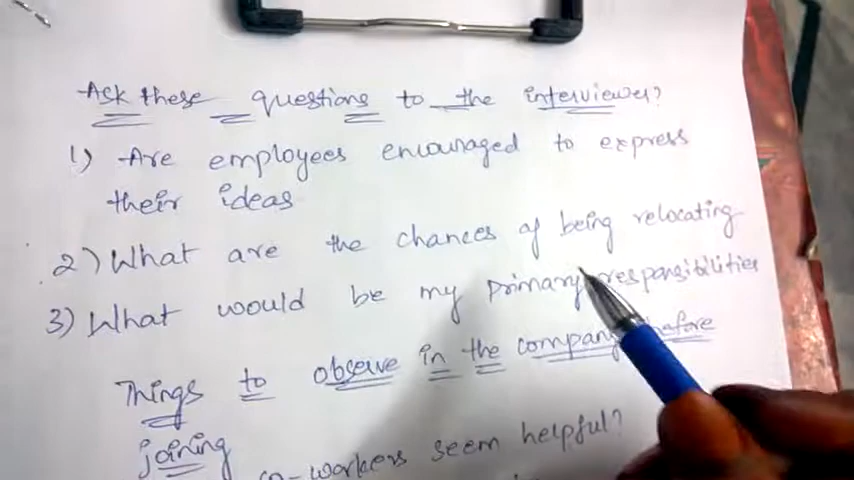 Ask these questions to the interviewer?
1) Are employees encouraged to express
their ideas
2) What are the chances of being relocating
3) What would be my primary responsibilities
Things to observe in the company before
joining
co-workers seem helpful?